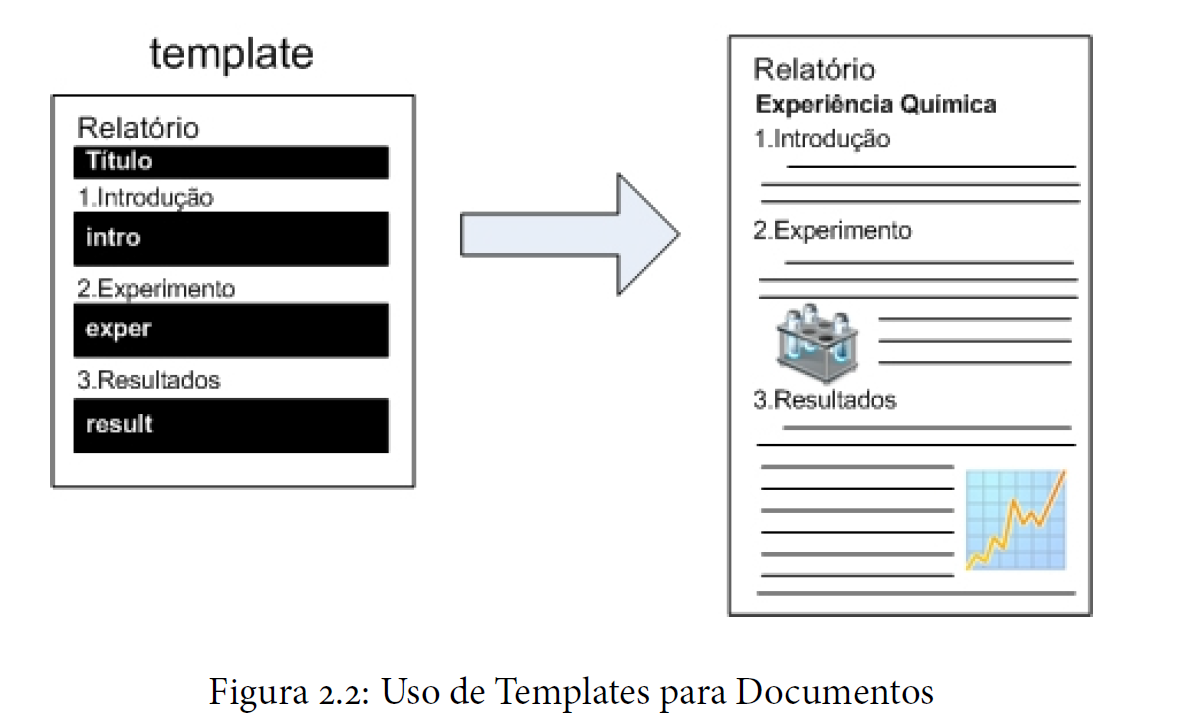 template
Relatório
Título
1.Introdução
intro
2.Experimento
exper
3.Resultados
result
Relatório
Experiência Química
1.Introdução
2.Experimento
3.Resultados
Figura 2.2: Uso de Templates para Documentos